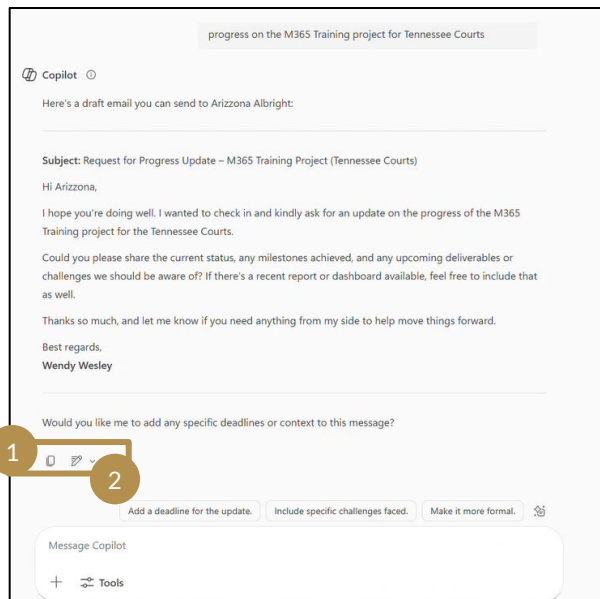 progress on the M365 Training project for Tennessee Courts
Copilot
Here's a draft email you can send to Arizzona Albright:
Subject: Request for Progress Update – M365 Training Project (Tennessee Courts)
Hi Arizzona,
I hope you're doing well. I wanted to check in and kindly ask for an update on the progress of the M365
Training project for the Tennessee Courts.
Could you please share the current status, any milestones achieved, and any upcoming deliverables or
challenges we should be aware of? If there's a recent report or dashboard available, feel free to include that
as well.
Thanks so much, and let me know if you need anything from my side to help move things forward.
Best regards,
Wendy Wesley
Would you like me to add any specific deadlines or context to this message?
1
2
Add a deadline for the update. Include specific challenges faced. Make it more formal.
Message Copilot
Tools